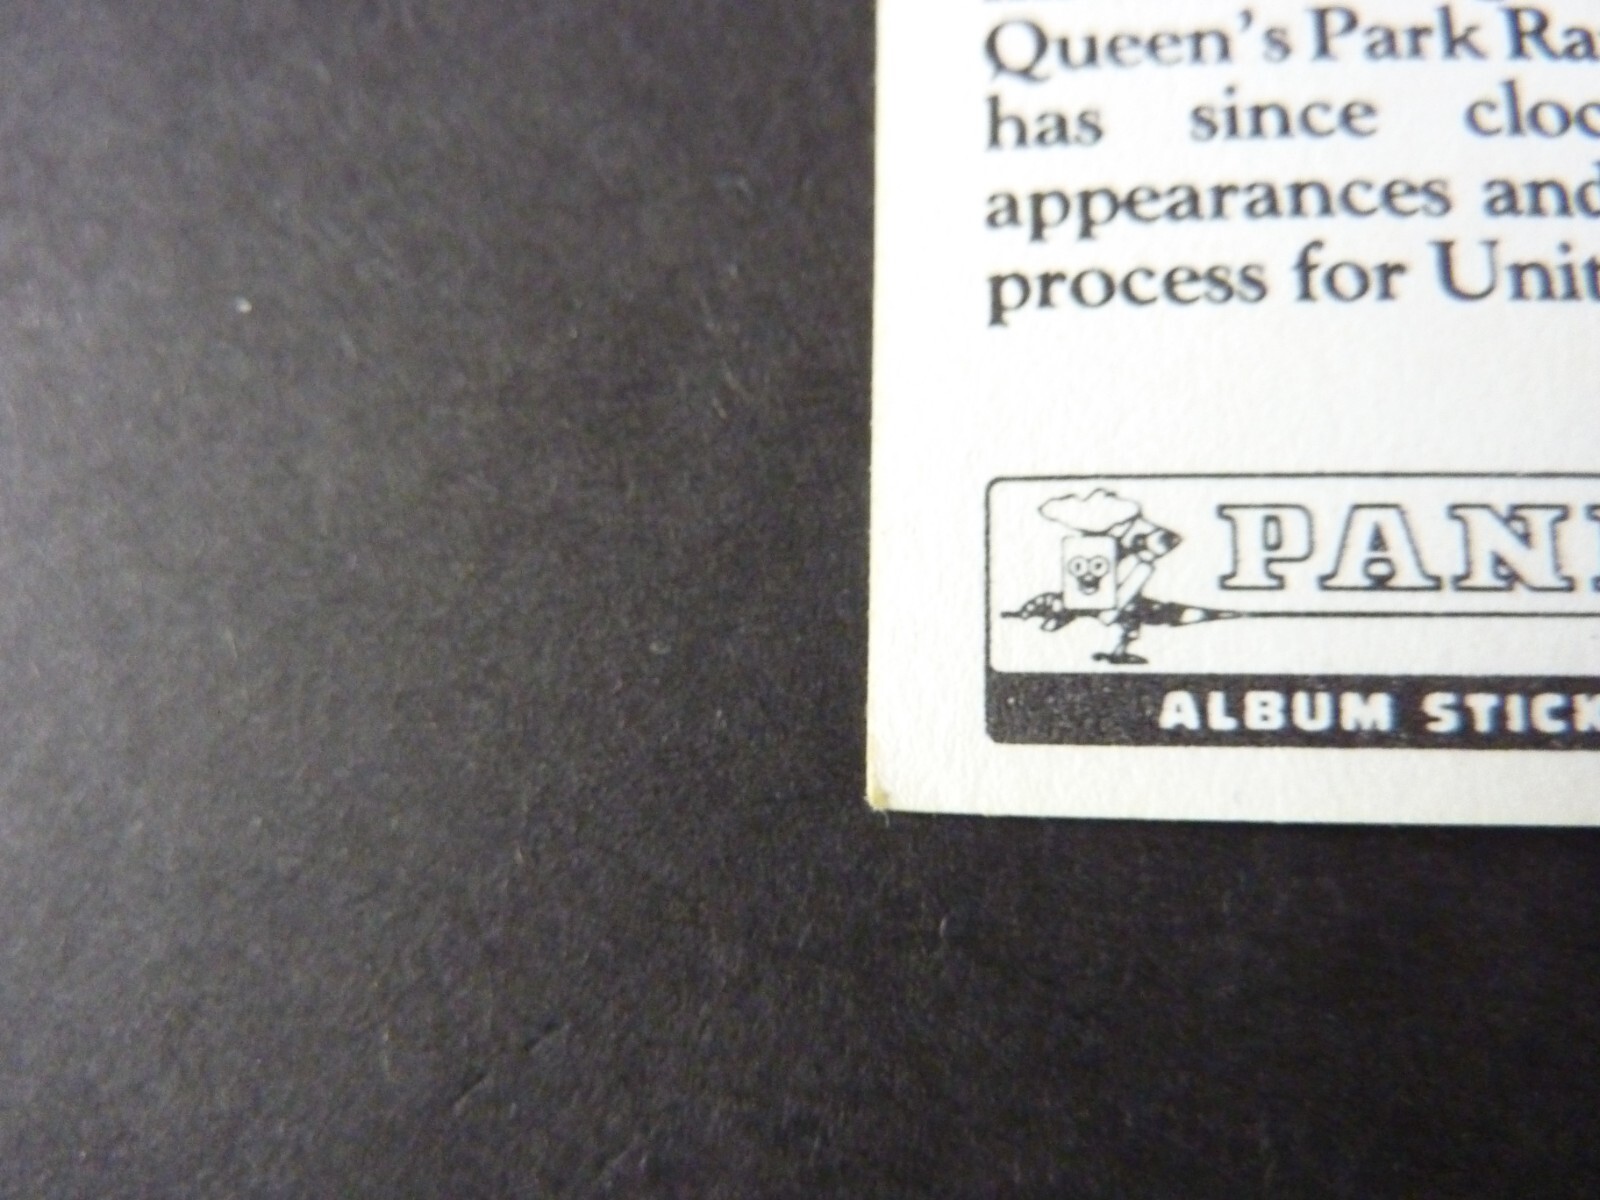 Queen's Park Ra
has since cloc
appearances and
process for Unit
PANI
ALBUM STICK